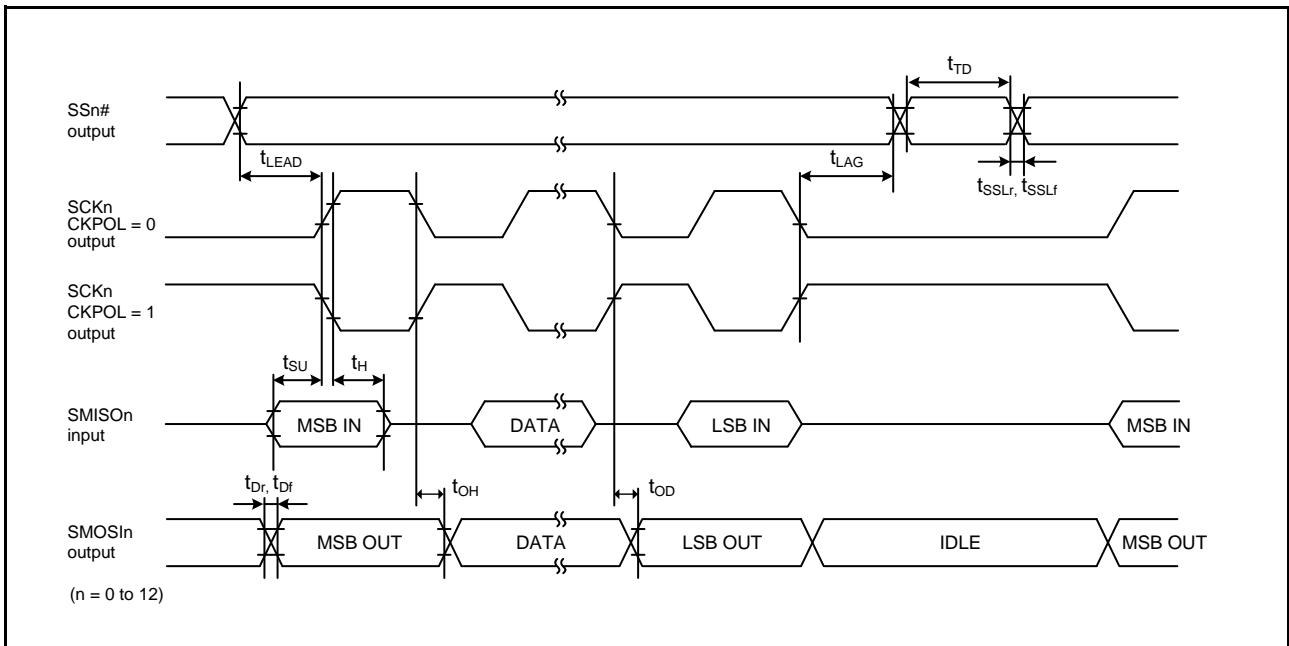 t_TD
SSn#
output
t_LEAD
t_LAG
t_SSLr, t_SSLf
SCKn
CKPOL = 0
output
SCKn
CKPOL = 1
output
t_SU
t_H
SMISOn
input
MSB IN
DATA
LSB IN
MSB IN
t_Dr, t_Df
t_OH
t_OD
SMOSIn
output
MSB OUT
DATA
LSB OUT
IDLE
MSB OUT
(n = 0 to 12)